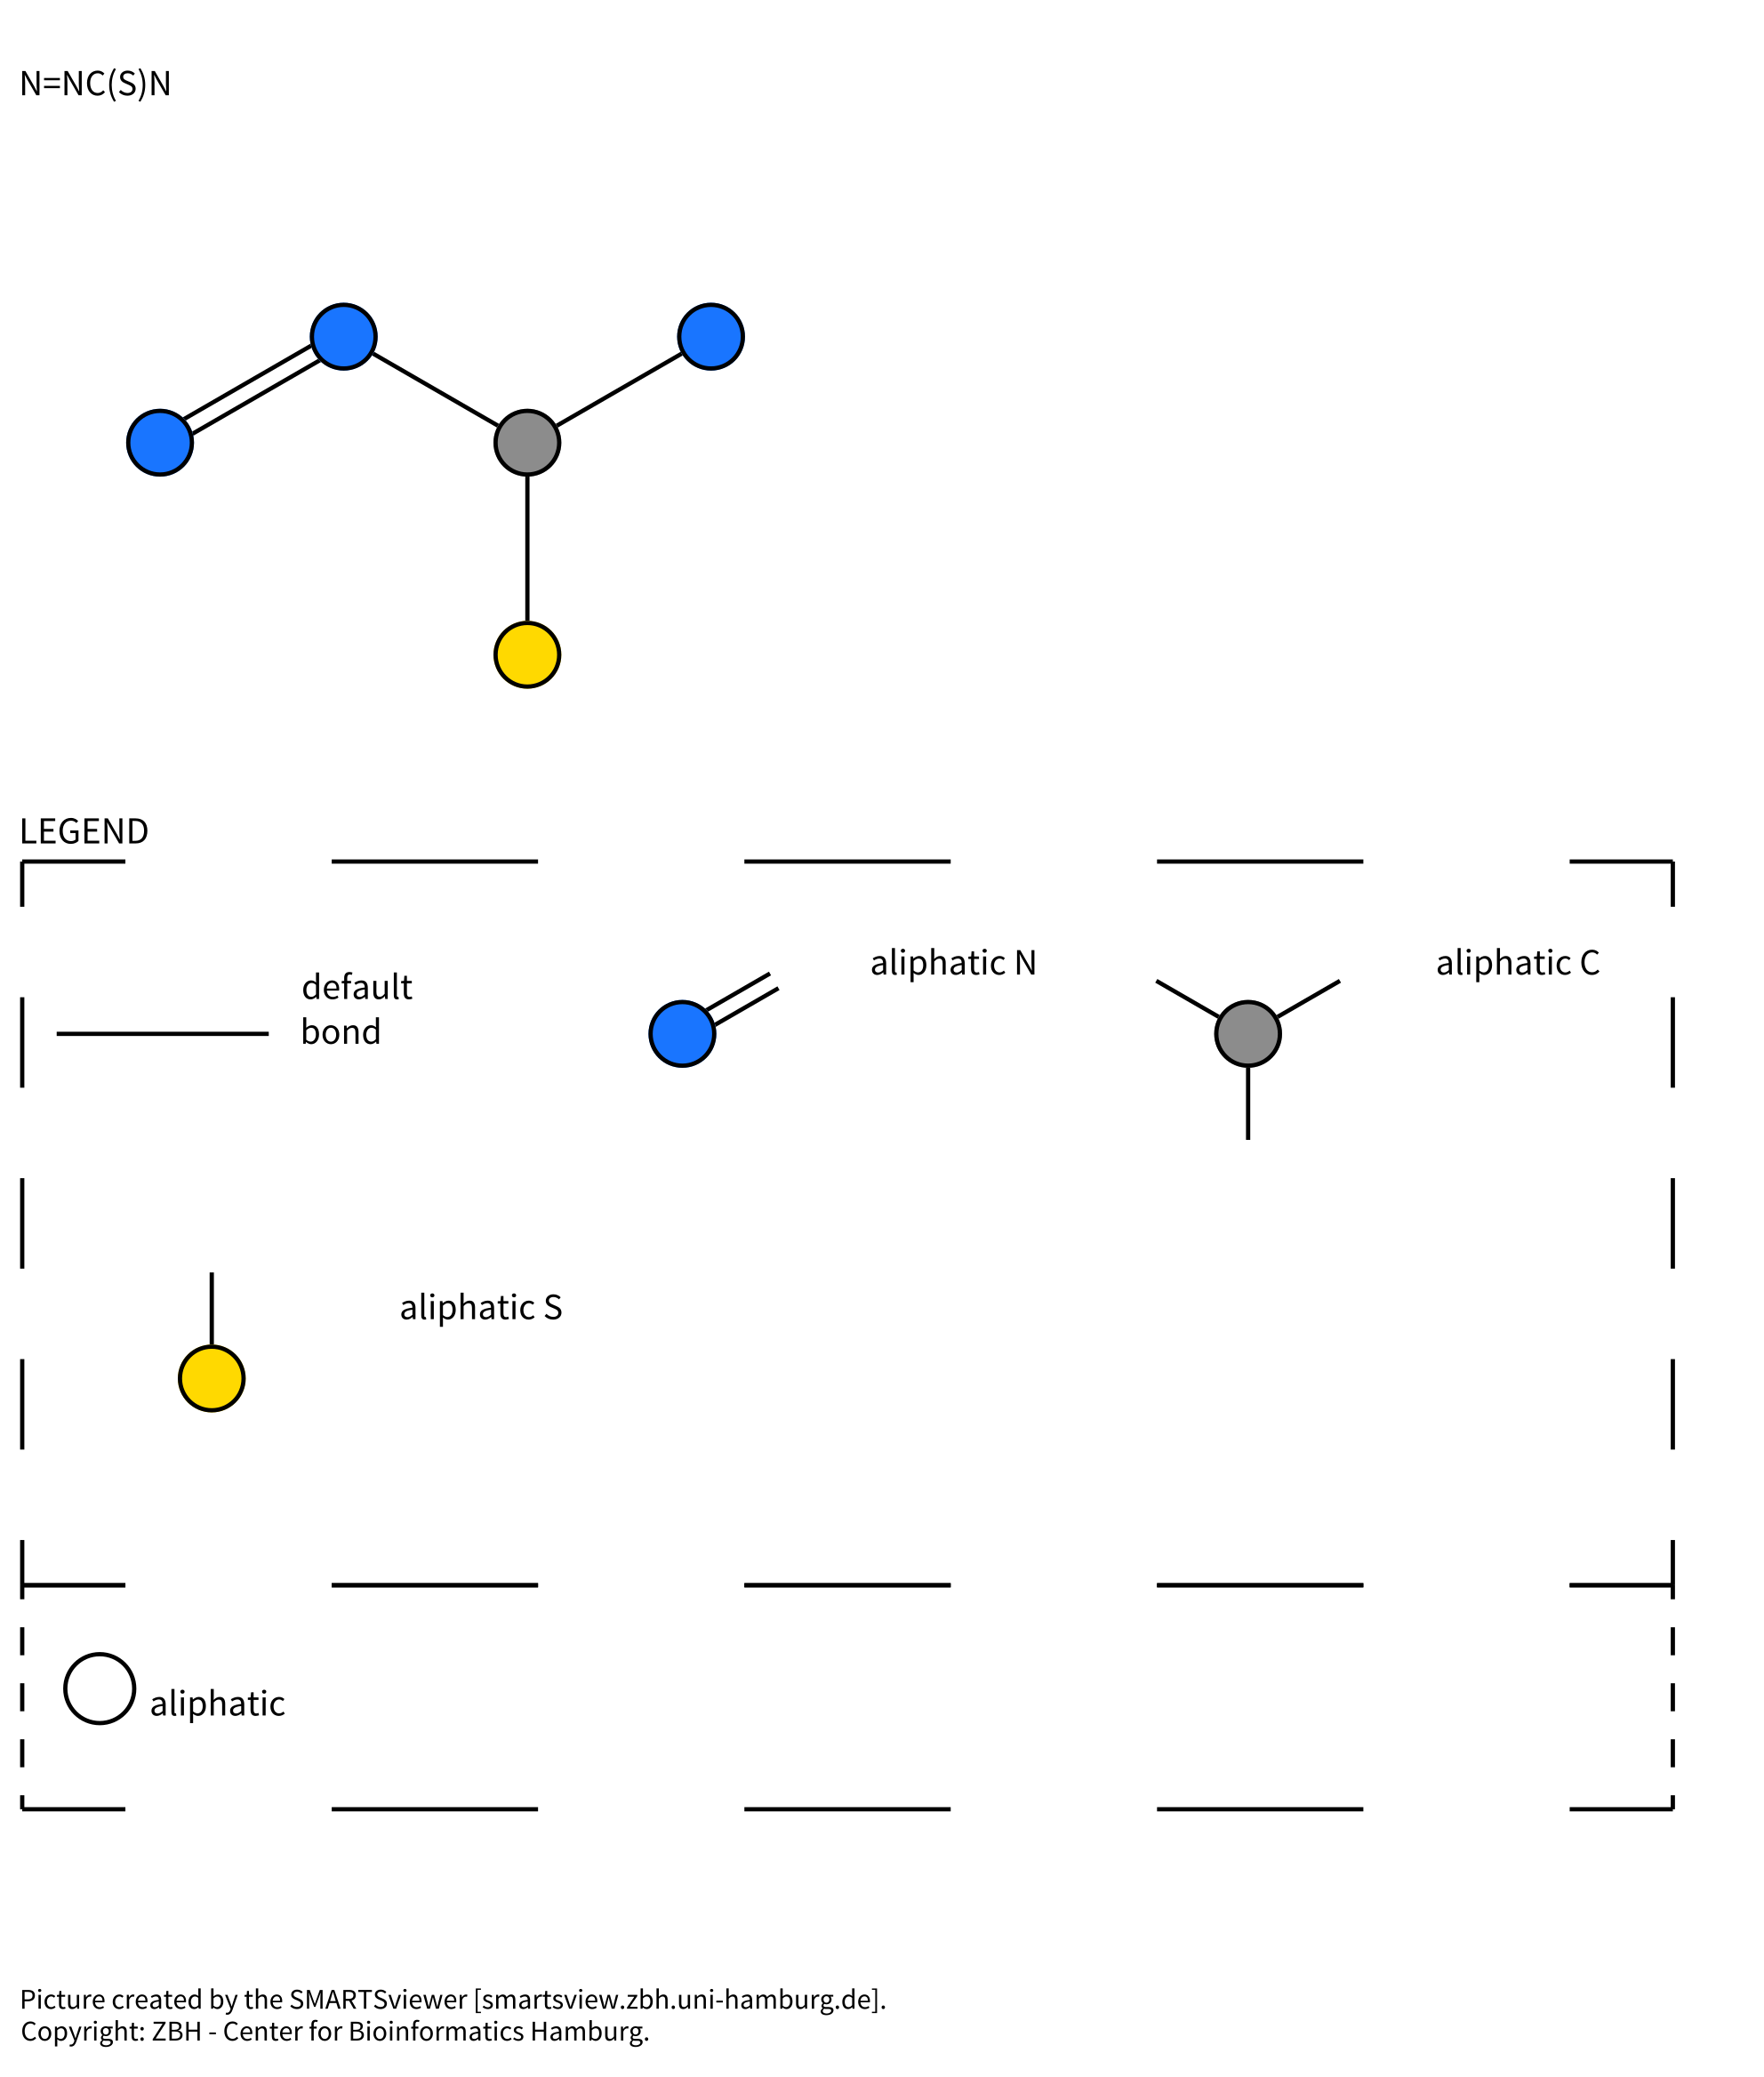 N=NC(S)N
LEGEND
default
bond
aliphatic N
aliphatic C
aliphatic S
aliphatic
Picture created by the SMARTSviewer [smartsview.zbh.uni-hamburg.de].
Copyright: ZBH - Center for Bioinformatics Hamburg.